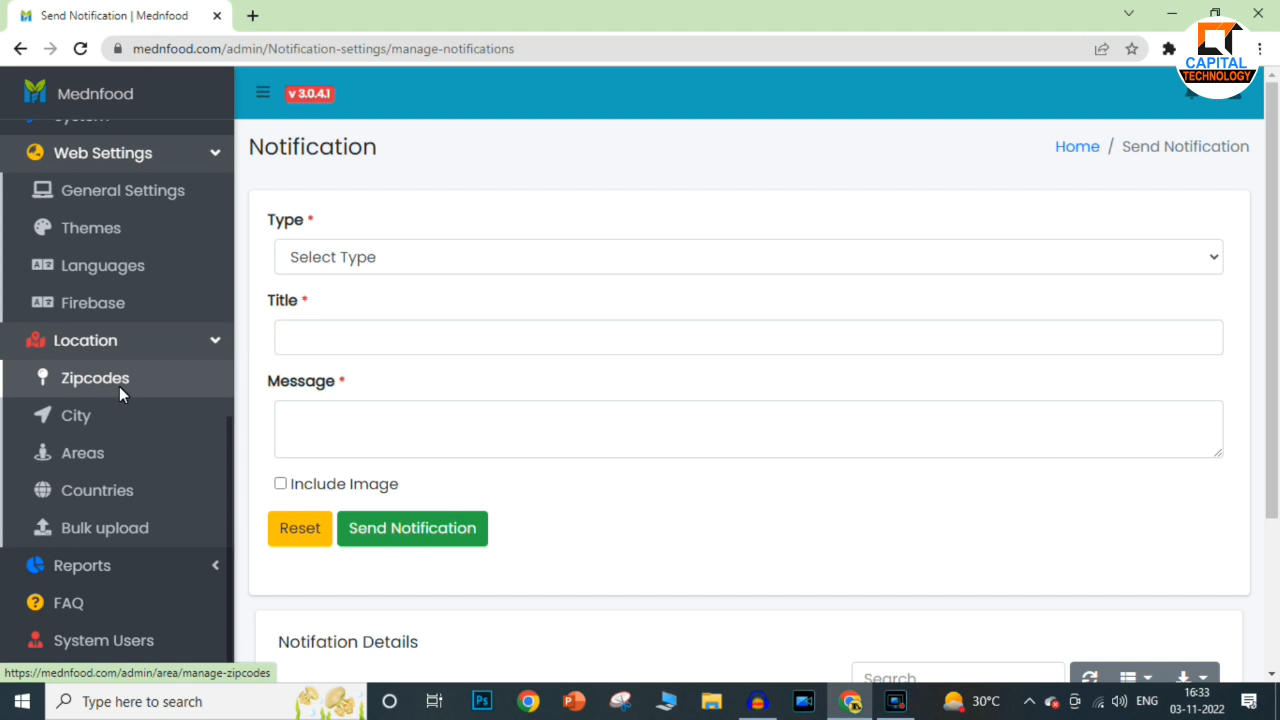 Send Notification | Mednfood
mednfood.com/admin/Notification-settings/manage-notifications
CAPITAL
TECHNOLOGY
Mednfood
v 3.0.4.1
System
Web Settings
General Settings
Themes
Languages
Firebase
Location
Zipcodes
City
Areas
Countries
Bulk upload
Reports
FAQ
System Users
Notification
Home / Send Notification
Type *
Select Type
Title *
Message *
Include Image
Reset
Send Notification
Notifation Details
Search
https://mednfood.com/admin/area/manage-zipcodes
Type here to search
30°C
ENG
16:33
03-11-2022